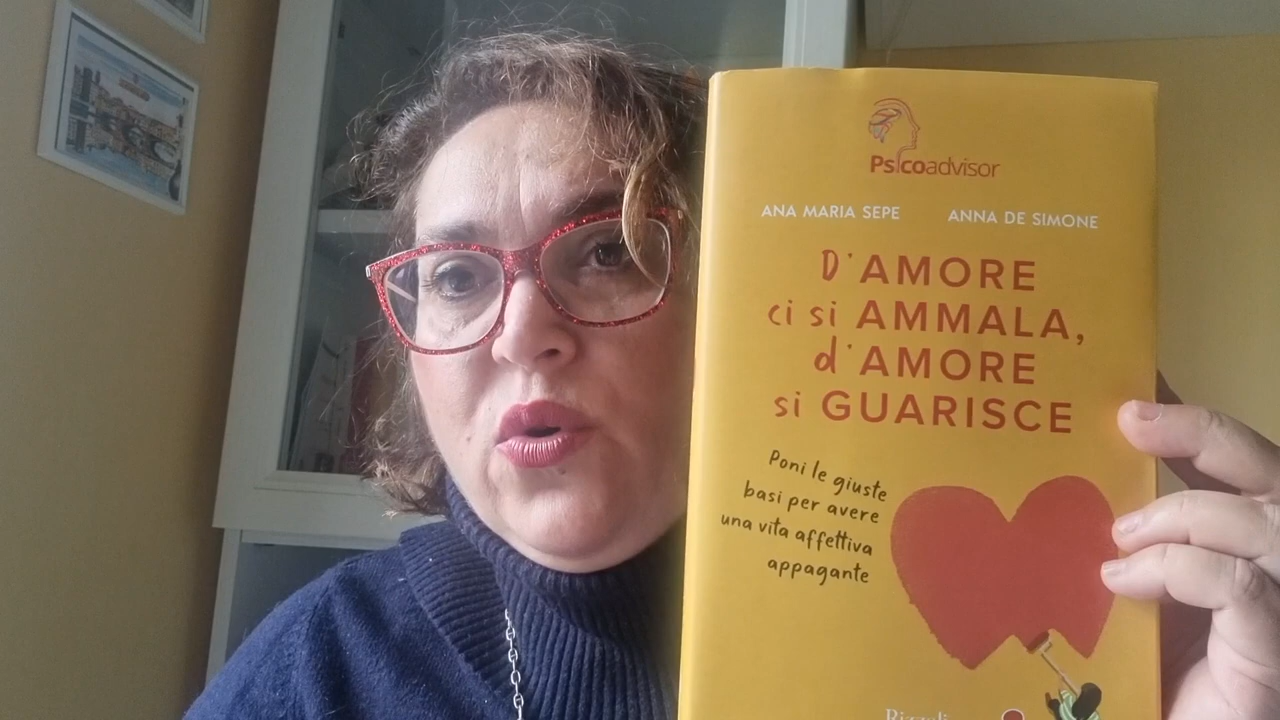 Psicoadvisor
ANA MARIA SEPE ANNA DE SIMONE
D'AMORE
ci si AMMALA,
d'AMORE
si GUARISCE
Poni le giuste
basi per avere
una vita affettiva
appagante
Rizzoli